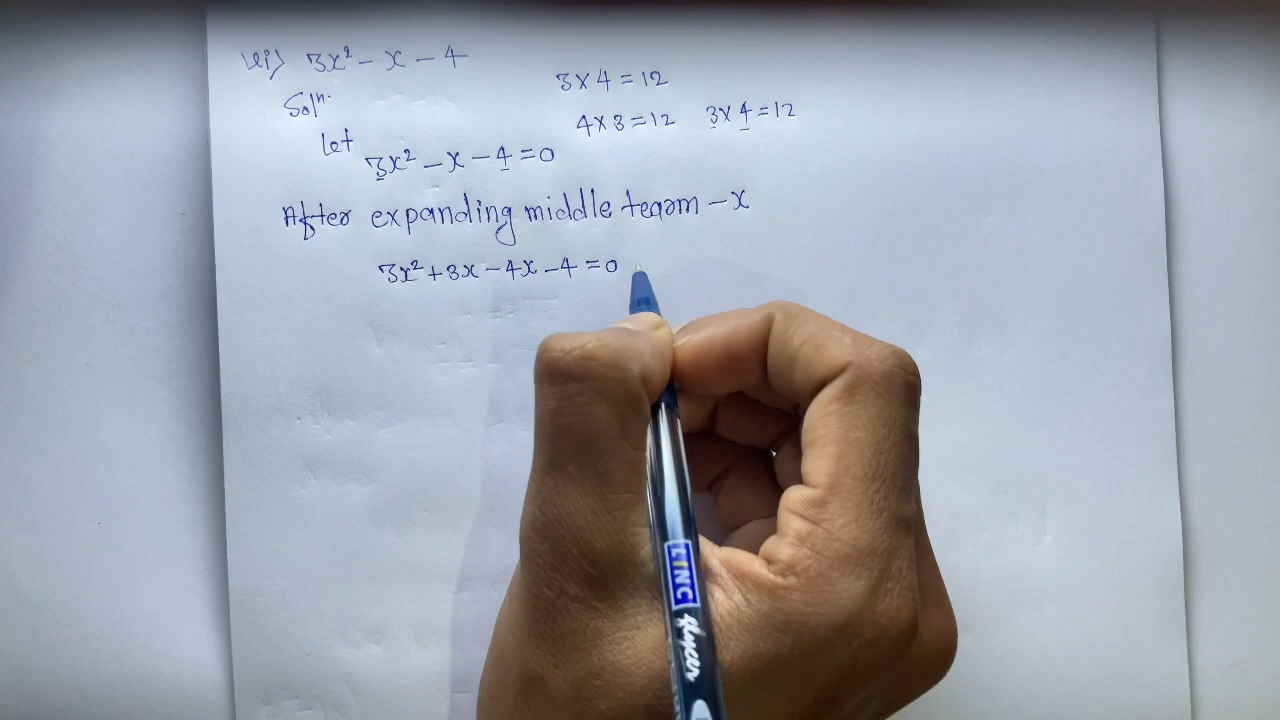 vi) 3x² - x - 4
3 × 4 = 12
Solⁿ.
4 × 3 = 12 3 × 4 = 12
Let
3x² - x - 4 = 0
After expanding middle tearm - x
3x² + 3x - 4x - 4 = 0
LINC